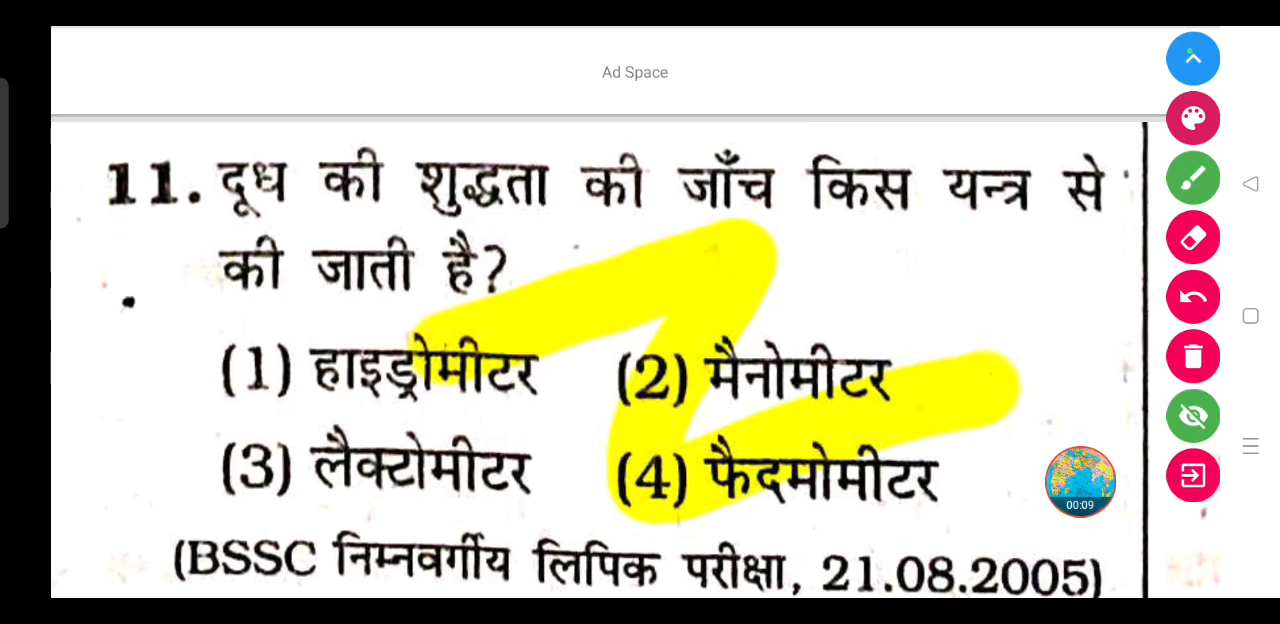 Ad Space
11. दूध की शुद्धता की जाँच किस यन्त्र से
की जाती है?
(1) हाइड्रोमीटर (2) मैनोमीटर
(3) लैक्टोमीटर (4) फैदमोमीटर
00:09
(BSSC निम्नवर्गीय लिपिक परीक्षा, 21.08.2005)